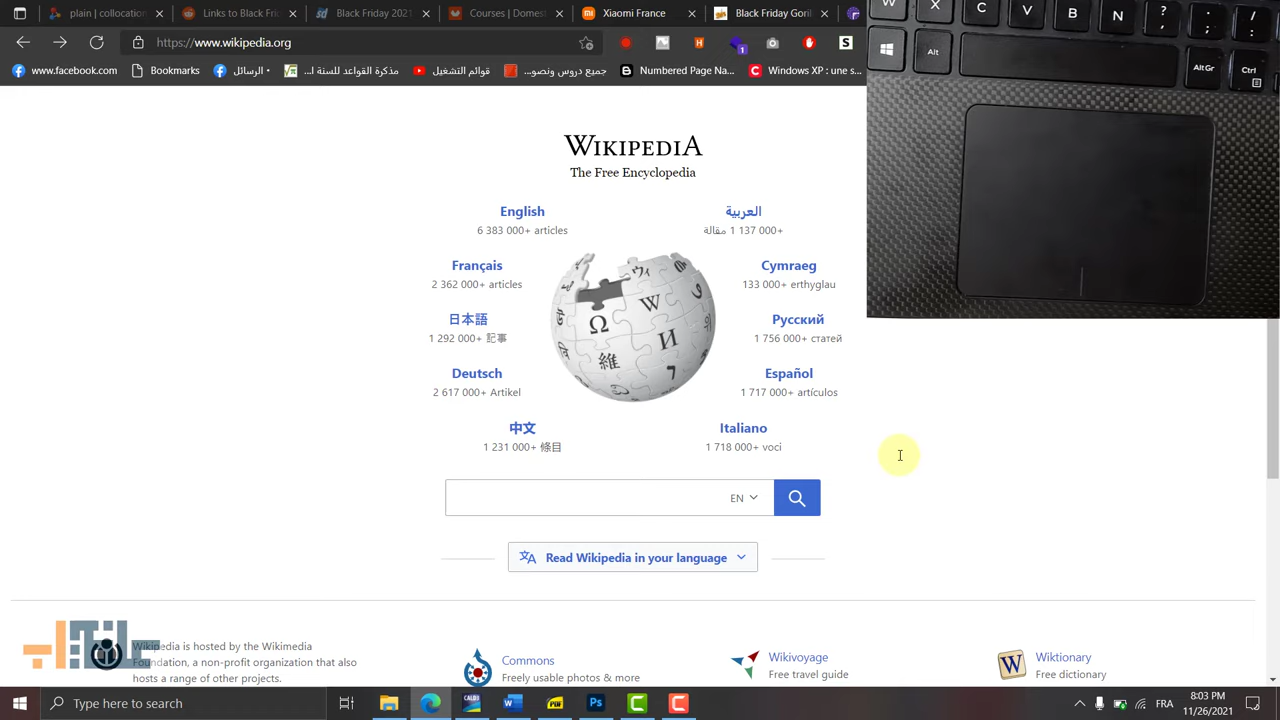 plain | collocation
Links to Black Fri
Black Friday 2021
Courses | Domest
Xiaomi France
Black Friday Gori
https://www.wikipedia.org
1
www.facebook.com
Bookmarks
الرسائل •
مذكرة القواعد للسنة ا...
قوائم التشغيل
جميع دروس ونصو...
Numbered Page Na...
Windows XP : une s...
X
C
V
B
N
?
;
:
/
Alt
AltGr
Ctrl
WIKIPEDIA
The Free Encyclopedia
English
6 383 000+ articles
العربية
1 137 000+ مقالة
Français
2 362 000+ articles
Cymraeg
133 000+ erthyglau
日本語
1 292 000+ 記事
Русский
1 756 000+ статей
Deutsch
2 617 000+ Artikel
Español
1 717 000+ artículos
中文
1 231 000+ 條目
Italiano
1 718 000+ voci
EN
Read Wikipedia in your language
Wikipedia is hosted by the Wikimedia
Foundation, a non-profit organization that also
hosts a range of other projects.
Commons
Freely usable photos & more
Wikivoyage
Free travel guide
Wiktionary
Free dictionary
Type here to search
FRA
8:03 PM
11/26/2021